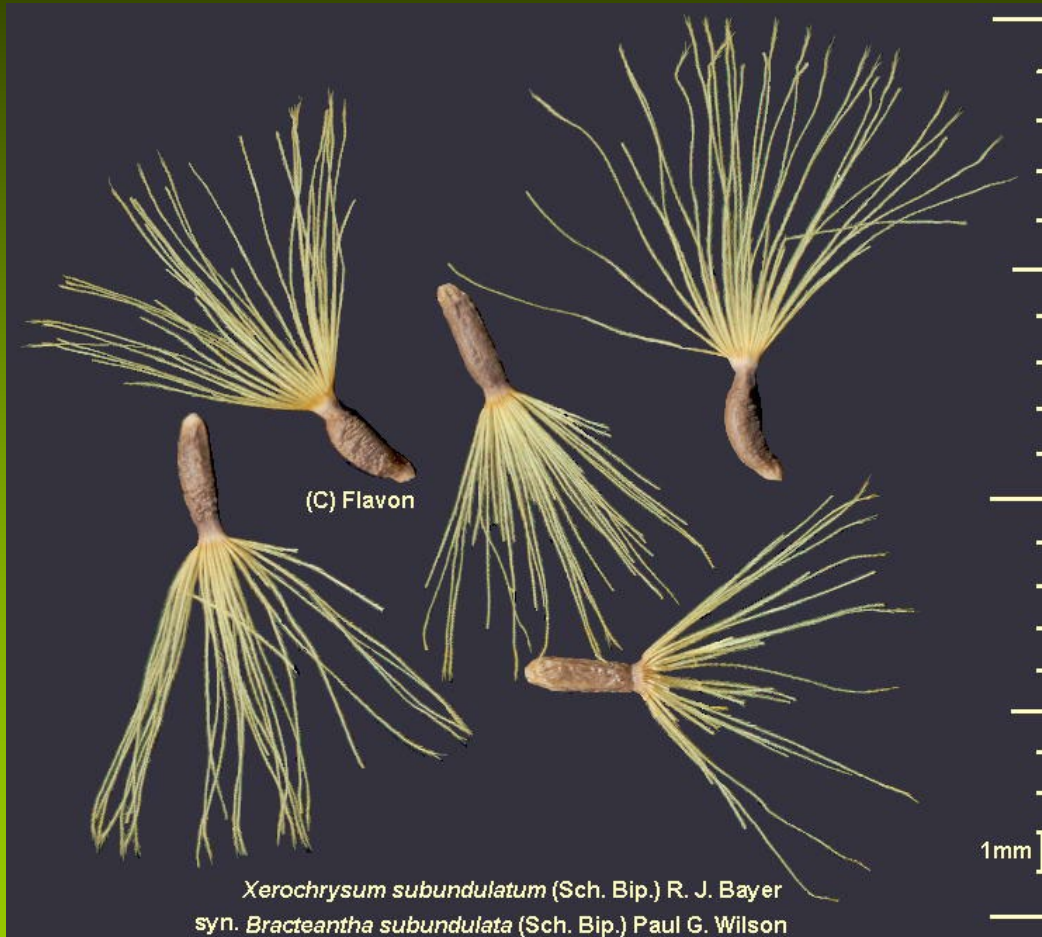 (C) Flavon
1mm
Xerochrysum subundulatum (Sch. Bip.) R. J. Bayer
syn. Bracteantha subundulata (Sch. Bip.) Paul G. Wilson